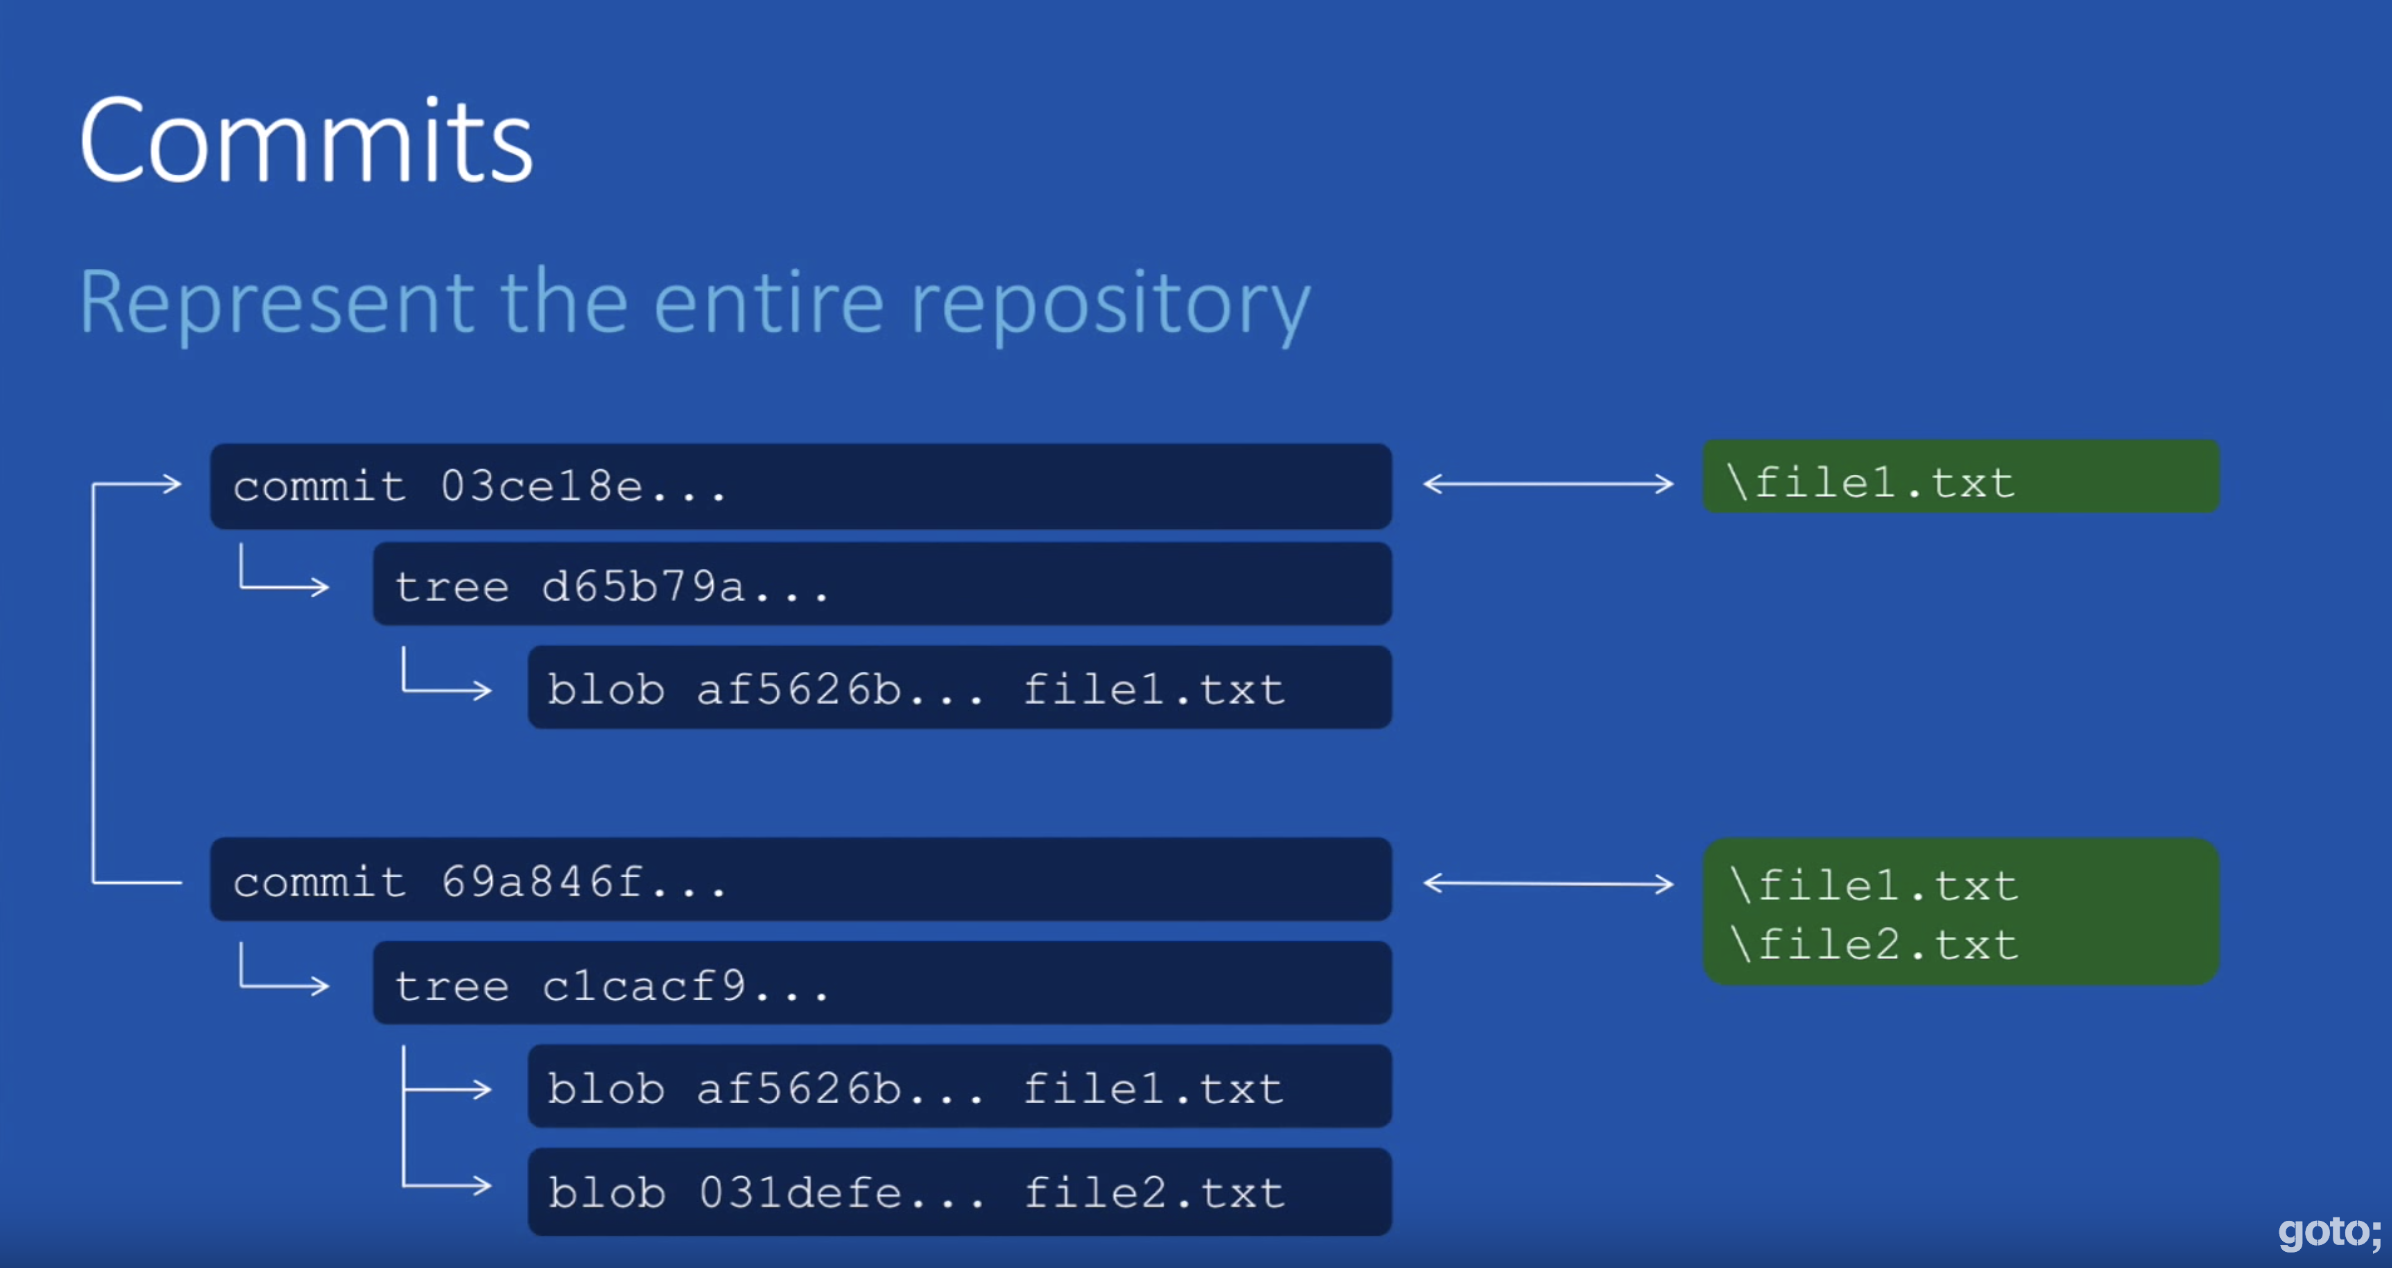 Commits
Represent the entire repository
commit 03ce18e...
\file1.txt
tree d65b79a...
blob af5626b... file1.txt
commit 69a846f...
\file1.txt
\file2.txt
tree c1cacf9...
blob af5626b... file1.txt
blob 031defe... file2.txt
goto;